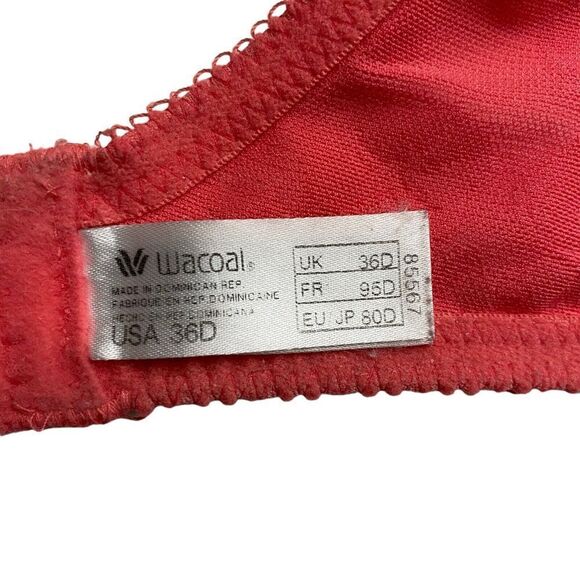 Wacoal®
MADE IN DOMINICAN REP.
FABRIQUE EN REP. DOMINICAINE
HECHO EN REP. DOMINICANA
USA 36D
UK 36D
FR 95D
EU/JP 80D
85567